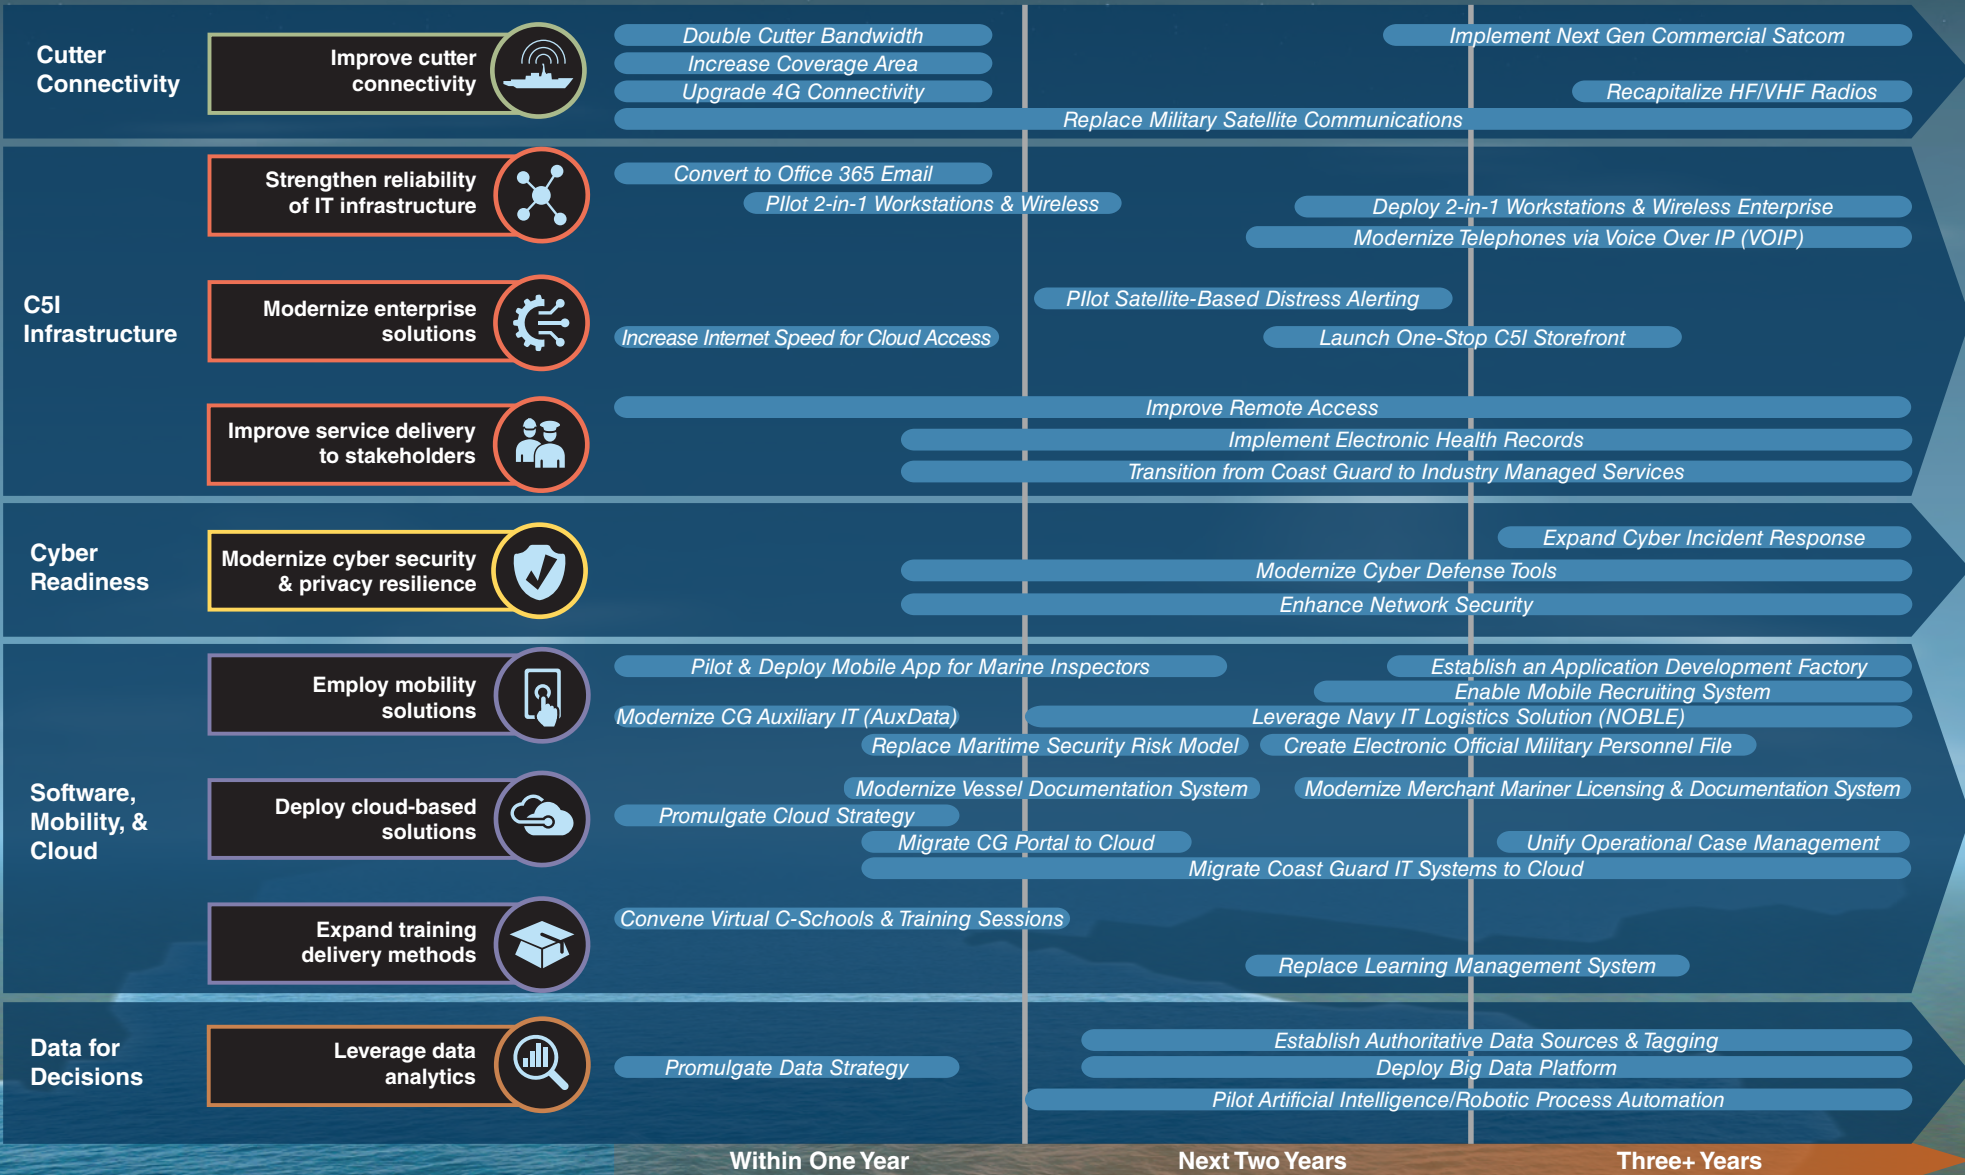 Cutter
Connectivity
Improve cutter
connectivity
Double Cutter Bandwidth
Implement Next Gen Commercial Satcom
Increase Coverage Area
Upgrade 4G Connectivity
Recapitalize HF/VHF Radios
Replace Military Satellite Communications
C5I
Infrastructure
Strengthen reliability
of IT infrastructure
Convert to Office 365 Email
PIlot 2-in-1 Workstations & Wireless
Deploy 2-in-1 Workstations & Wireless Enterprise
Modernize Telephones via Voice Over IP (VOIP)
Modernize enterprise
solutions
PIlot Satellite-Based Distress Alerting
Increase Internet Speed for Cloud Access
Launch One-Stop C5I Storefront
Improve service delivery
to stakeholders
Improve Remote Access
Implement Electronic Health Records
Transition from Coast Guard to Industry Managed Services
Cyber
Readiness
Modernize cyber security
& privacy resilience
Expand Cyber Incident Response
Modernize Cyber Defense Tools
Enhance Network Security
Software,
Mobility, &
Cloud
Employ mobility
solutions
Pilot & Deploy Mobile App for Marine Inspectors
Establish an Application Development Factory
Enable Mobile Recruiting System
Modernize CG Auxiliary IT (AuxData)
Leverage Navy IT Logistics Solution (NOBLE)
Replace Maritime Security Risk Model
Create Electronic Official Military Personnel File
Deploy cloud-based
solutions
Modernize Vessel Documentation System
Modernize Merchant Mariner Licensing & Documentation System
Promulgate Cloud Strategy
Migrate CG Portal to Cloud
Unify Operational Case Management
Migrate Coast Guard IT Systems to Cloud
Expand training
delivery methods
Convene Virtual C-Schools & Training Sessions
Replace Learning Management System
Data for
Decisions
Leverage data
analytics
Establish Authoritative Data Sources & Tagging
Promulgate Data Strategy
Deploy Big Data Platform
Pilot Artificial Intelligence/Robotic Process Automation
Within One Year
Next Two Years
Three+ Years